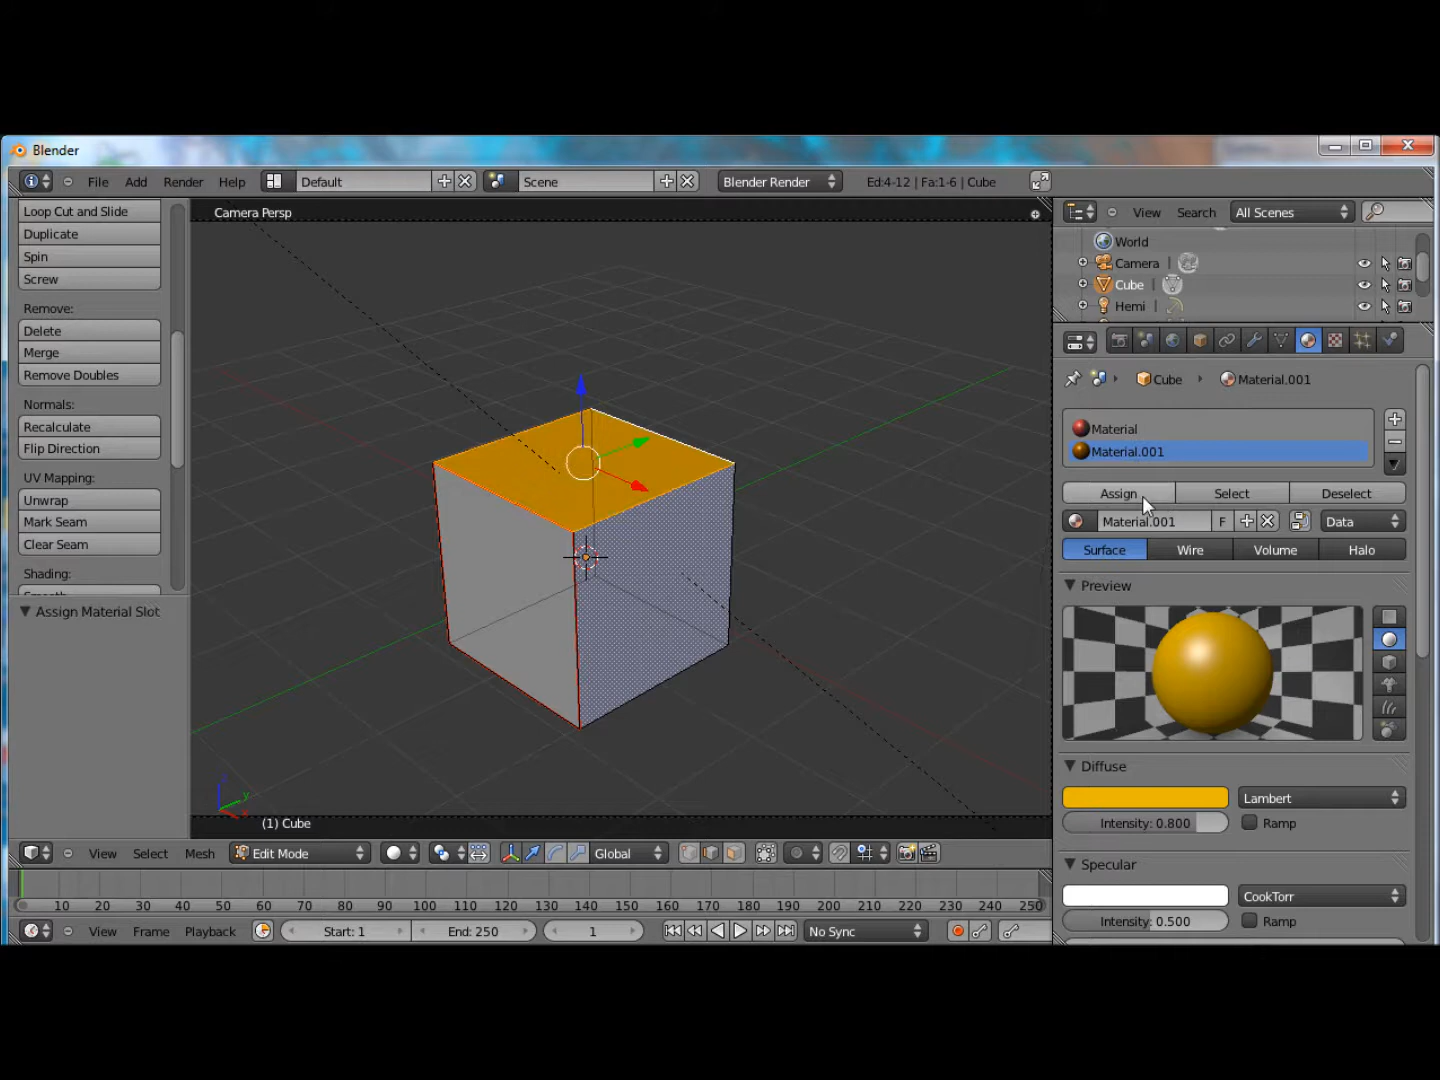 Blender
File Add Render Help Default Scene Blender Render Ed:4-12 | Fa:1-6 | Cube
Loop Cut and Slide
Duplicate
Spin
Screw
Remove:
Delete
Merge
Remove Doubles
Normals:
Recalculate
Flip Direction
UV Mapping:
Unwrap
Mark Seam
Clear Seam
Shading:
Assign Material Slot
Camera Persp
(1) Cube
View Search All Scenes
World
Camera
Cube
Hemi
Cube Material.001
Material
Material.001
Assign Select Deselect
Material.001 F Data
Surface Wire Volume Halo
Preview
Diffuse
Lambert
Intensity: 0.800 Ramp
Specular
CookTorr
Intensity: 0.500 Ramp
View Select Mesh Edit Mode Global
10 20 30 40 50 60 70 80 90 100 110 120 130 140 150 160 170 180 190 200 210 220 230 240 250
View Frame Playback Start: 1 End: 250 1 No Sync